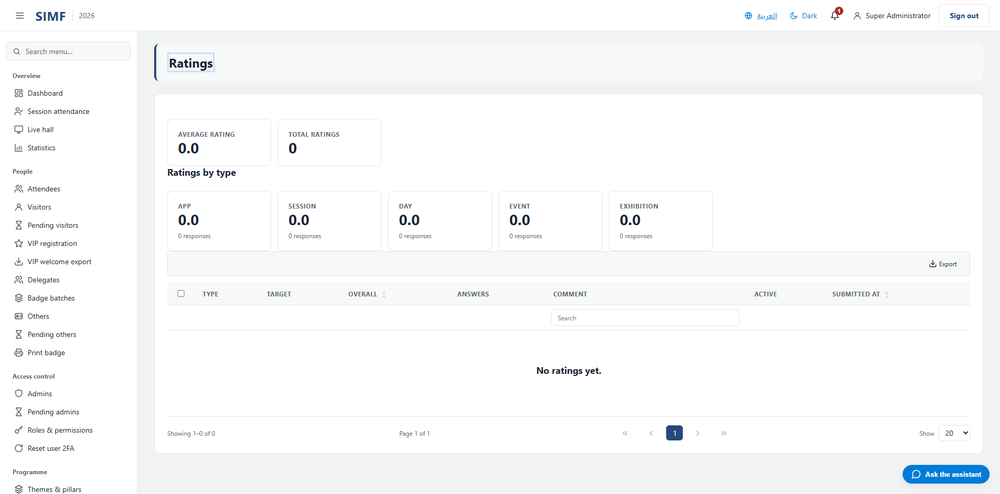 SIMF
2026
العربية
Dark
1
Super Administrator
Sign out
Search menu...
Overview
Dashboard
Session attendance
Live hall
Statistics
People
Attendees
Visitors
Pending visitors
VIP registration
VIP welcome export
Delegates
Badge batches
Others
Pending others
Print badge
Access control
Admins
Pending admins
Roles & permissions
Reset user 2FA
Programme
Themes & pillars
Ratings
AVERAGE RATING
0.0
TOTAL RATINGS
0
Ratings by type
APP
0.0
0 responses
SESSION
0.0
0 responses
DAY
0.0
0 responses
EVENT
0.0
0 responses
EXHIBITION
0.0
0 responses
Export
TYPE TARGET OVERALL ANSWERS COMMENT ACTIVE SUBMITTED AT
Search
No ratings yet.
Showing 1–0 of 0
Page 1 of 1
« ‹ 1 › »
Show 20
Ask the assistant